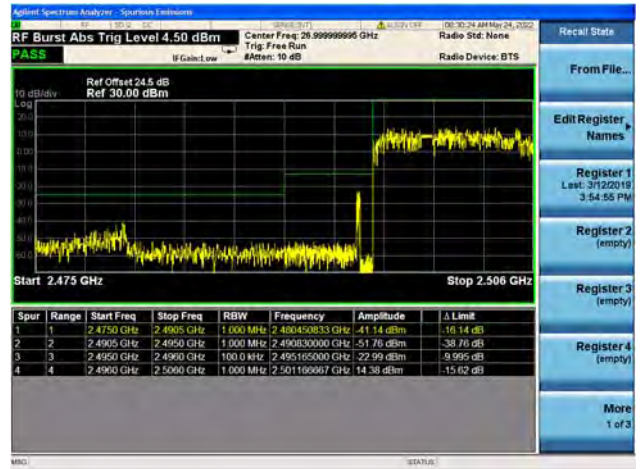 Agilent Spectrum Analyzer - Spurious Emissions
RF Burst Abs Trig Level 4.50 dBm
Center Freq: 26.999999995 GHz
Trig: Free Run
#Atten: 10 dB
IFGain:Low
ALIGN OFF
08:30:24 AM May 24, 2022
Radio Std: None
Radio Device: BTS
PASS
Ref Offset 24.5 dB
Ref 30.00 dBm
10 dB/div
Log
Start 2.475 GHz
Stop 2.506 GHz
Spur Range Start Freq Stop Freq RBW Frequency Amplitude Δ Limit
1 1 2.4750 GHz 2.4905 GHz 1.000 MHz 2.480450833 GHz -41.14 dBm -16.14 dB
2 2 2.4905 GHz 2.4950 GHz 1.000 MHz 2.490830000 GHz -51.76 dBm -38.76 dB
3 3 2.4950 GHz 2.4960 GHz 100.0 kHz 2.495165000 GHz -22.99 dBm -9.995 dB
4 4 2.4960 GHz 2.5060 GHz 1.000 MHz 2.501166667 GHz 14.38 dBm -15.62 dB
MSG
STATUS
Recall State
From File...
Edit Register Names
Register 1
Last: 3/12/2019
3:54:55 PM
Register 2
(empty)
Register 3
(empty)
Register 4
(empty)
More
1 of 3